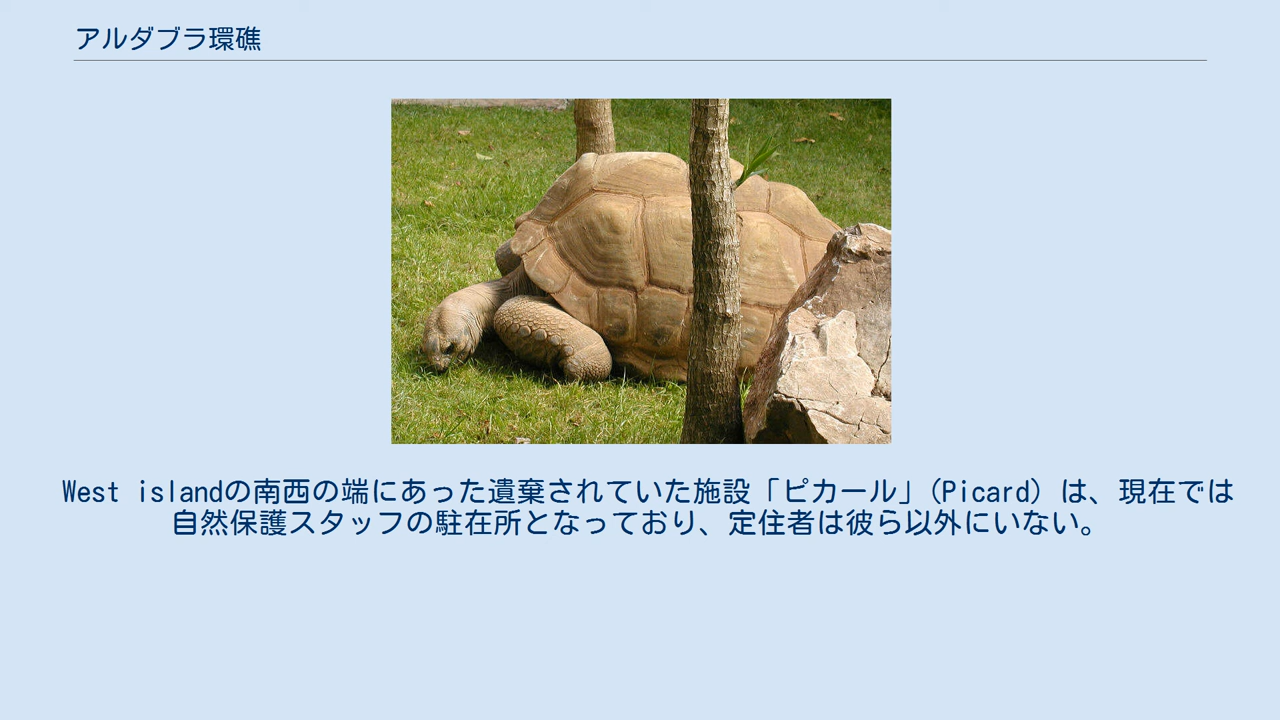 アルダブラ環礁
West islandの南西の端にあった遺棄されていた施設「ピカール」(Picard) は、現在では
自然保護スタッフの駐在所となっており、定住者は彼ら以外にいない。